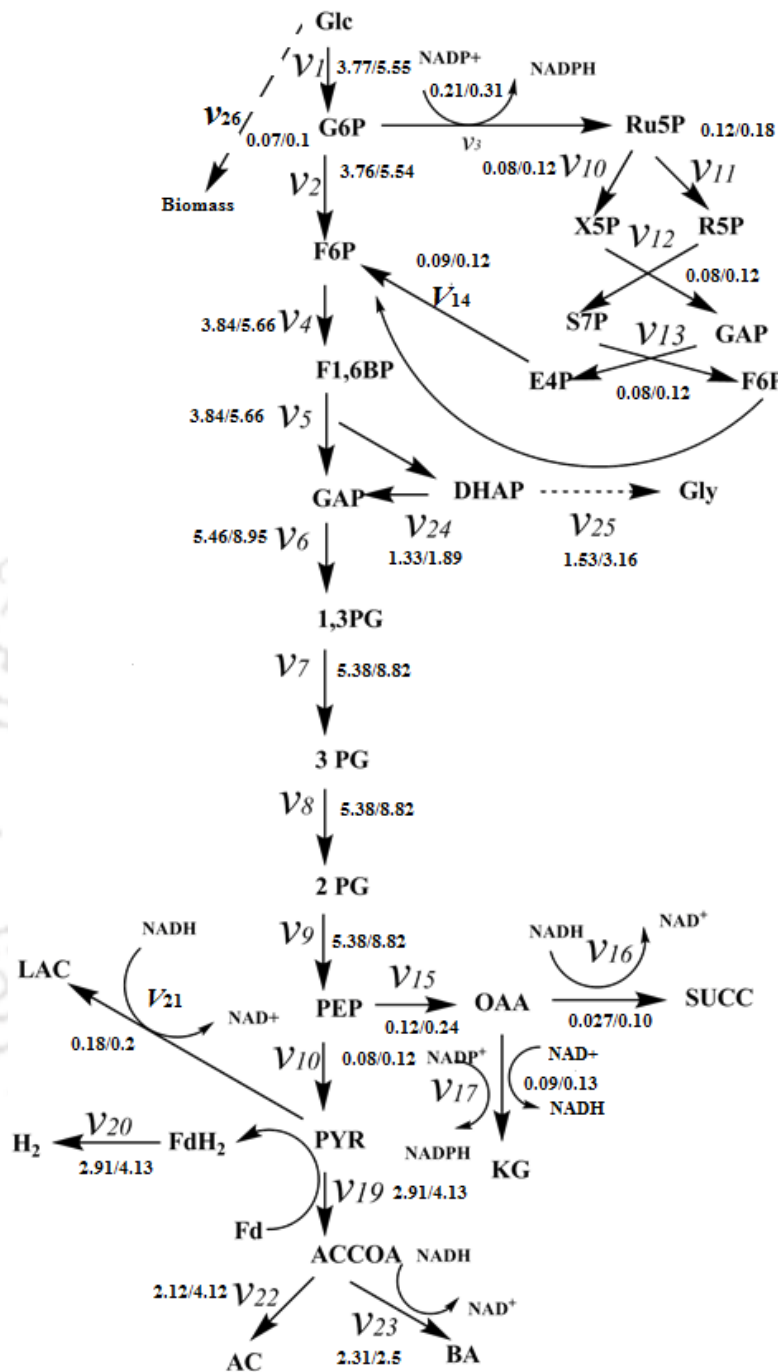 Glc
v1 3.77/5.55
NADP+
NADPH
0.21/0.31
v26
0.07/0.1
G6P
v3
Ru5P
0.12/0.18
v2
3.76/5.54
0.08/0.12
v10
v11
Biomass
X5P
v12
R5P
F6P
0.09/0.12
V14
0.08/0.12
3.84/5.66 v4
S7P
v13
GAP
F1,6BP
E4P
0.08/0.12
F6P
3.84/5.66 v5
GAP
DHAP
Gly
5.46/8.95 v6
v24
v25
1.33/1.89
1.53/3.16
1,3PG
v7
5.38/8.82
3 PG
v8
5.38/8.82
2 PG
NADH
v9
5.38/8.82
NADH
NAD+
v16
LAC
v15
V21
NAD+
PEP
OAA
SUCC
0.18/0.2
0.12/0.24
0.027/0.10
v10
0.08/0.12
NADP+
NAD+
v17
0.09/0.13
v20
NADH
H2
FdH2
PYR
NADPH
KG
2.91/4.13
v19 2.91/4.13
Fd
ACCOA
NADH
2.12/4.12 v22
NAD+
v23
AC
2.31/2.5
BA